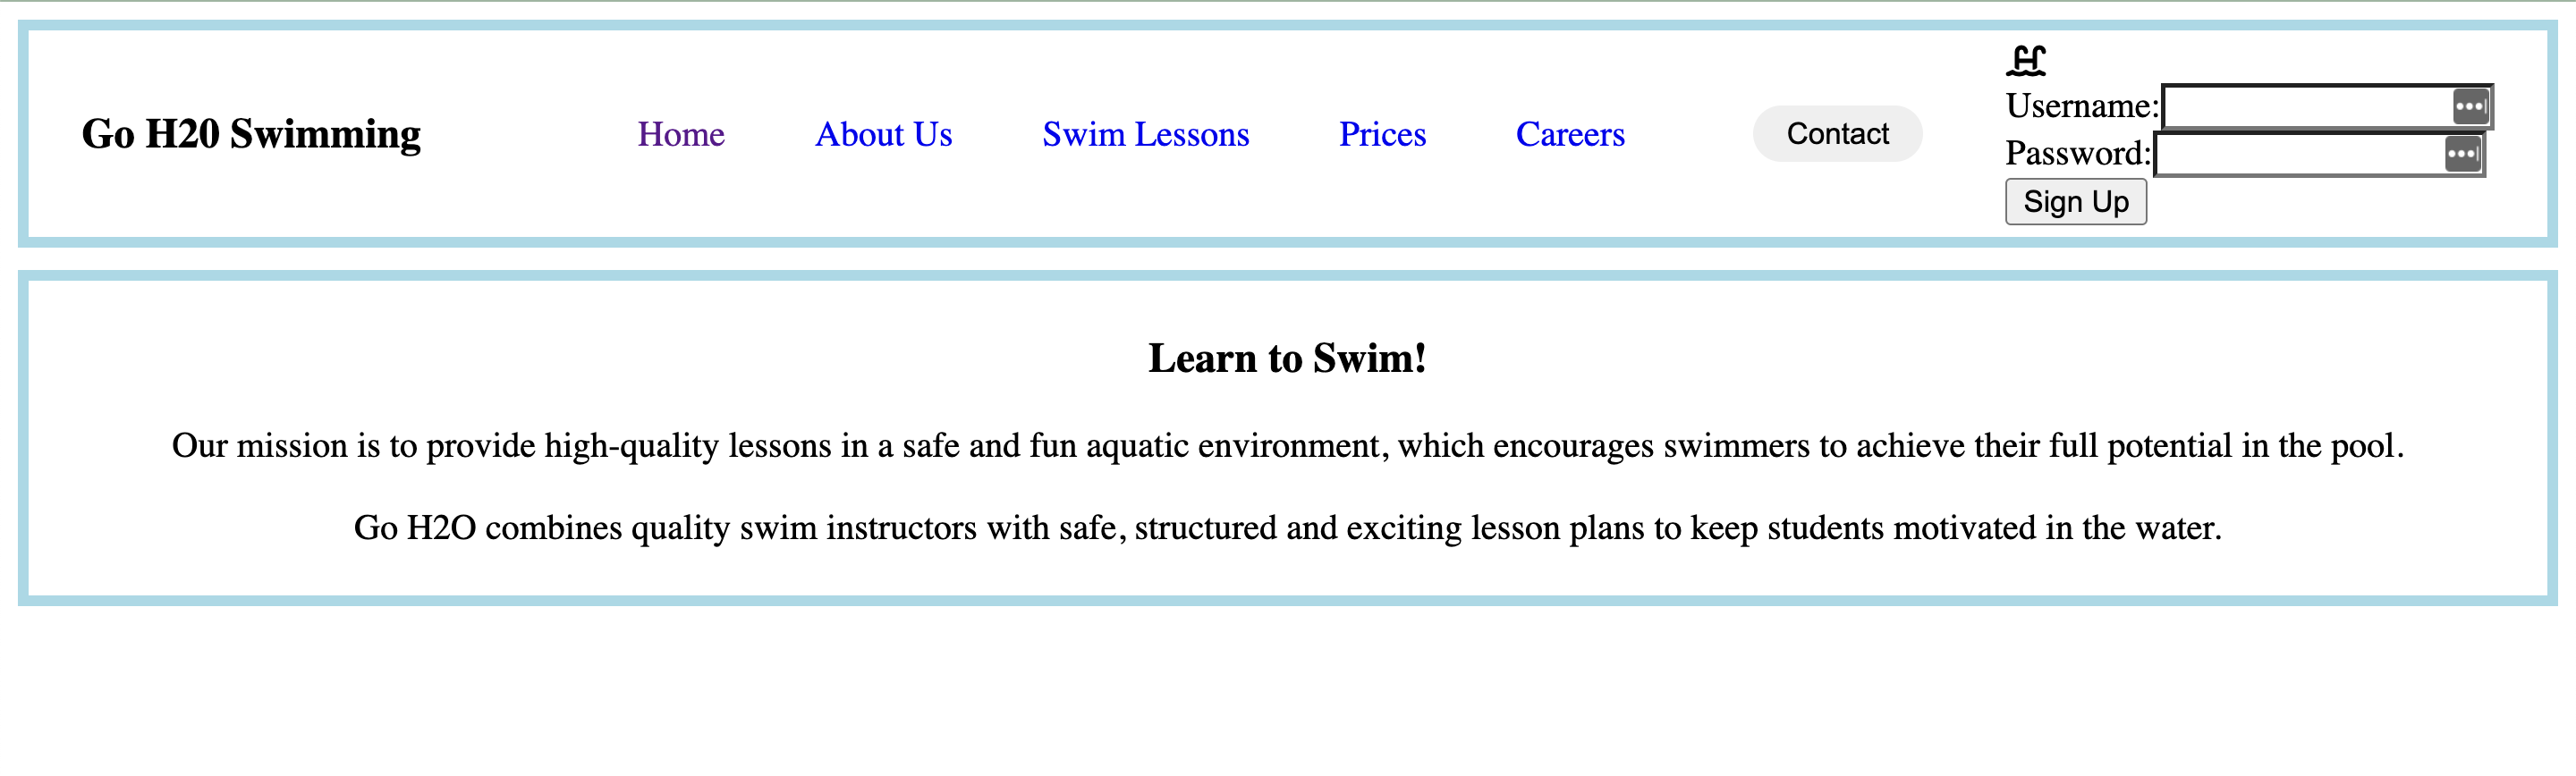 Go H20 Swimming
Home
About Us
Swim Lessons
Prices
Careers
Contact
Username:
Password:
Sign Up
Learn to Swim!
Our mission is to provide high-quality lessons in a safe and fun aquatic environment, which encourages swimmers to achieve their full potential in the pool.
Go H2O combines quality swim instructors with safe, structured and exciting lesson plans to keep students motivated in the water.